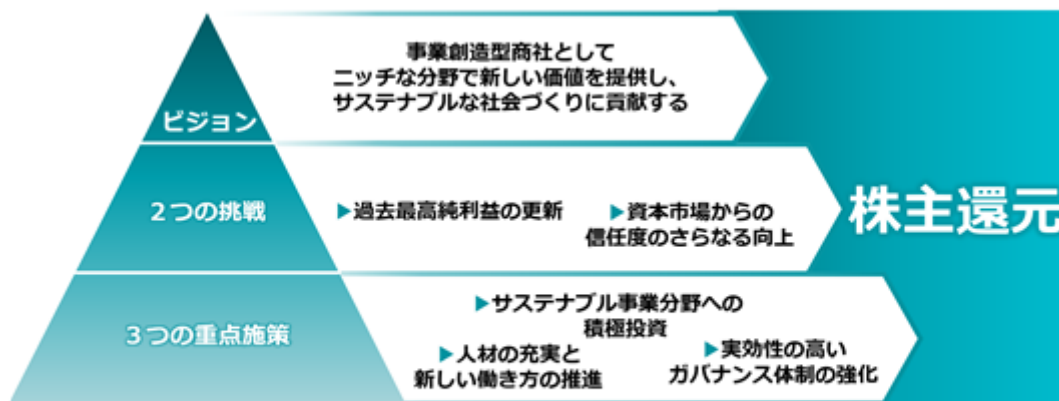 事業創造型商社として
ニッチな分野で新しい価値を提供し、
サステナブルな社会づくりに貢献する
ビジョン
２つの挑戦
▶過去最高純利益の更新
▶資本市場からの
信任度のさらなる向上
株主還元
３つの重点施策
▶サステナブル事業分野への
積極投資
▶人材の充実と
新しい働き方の推進
▶実効性の高い
ガバナンス体制の強化